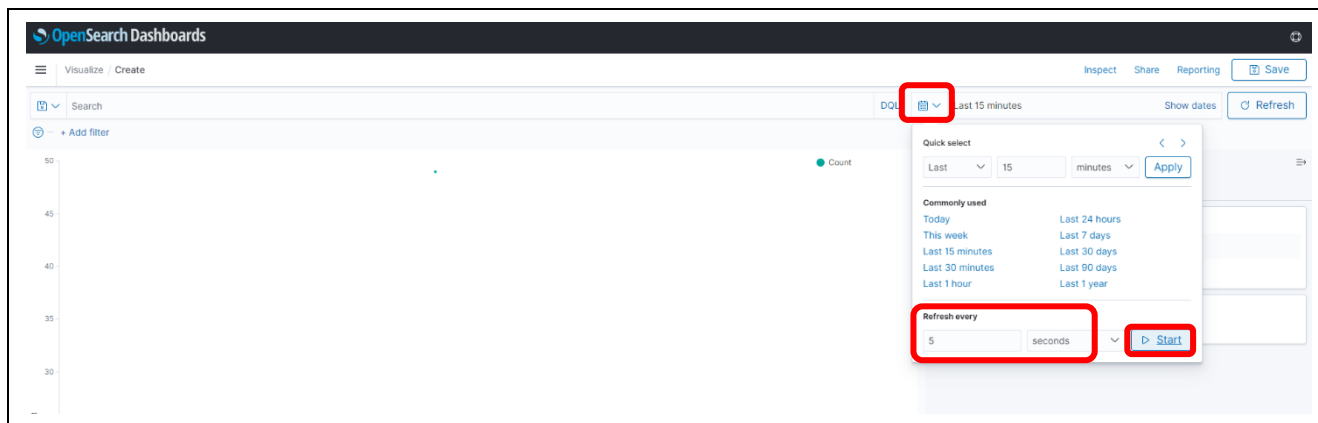 OpenSearch Dashboards
Visualize / Create
Inspect Share Reporting Save
Search DQL Last 15 minutes Show dates Refresh
+ Add filter
Quick select
Last 15 minutes Apply
Commonly used
Today Last 24 hours
This week Last 7 days
Last 15 minutes Last 30 days
Last 30 minutes Last 90 days
Last 1 hour Last 1 year
Refresh every
5 seconds Start
Count
50
45
40
35
30